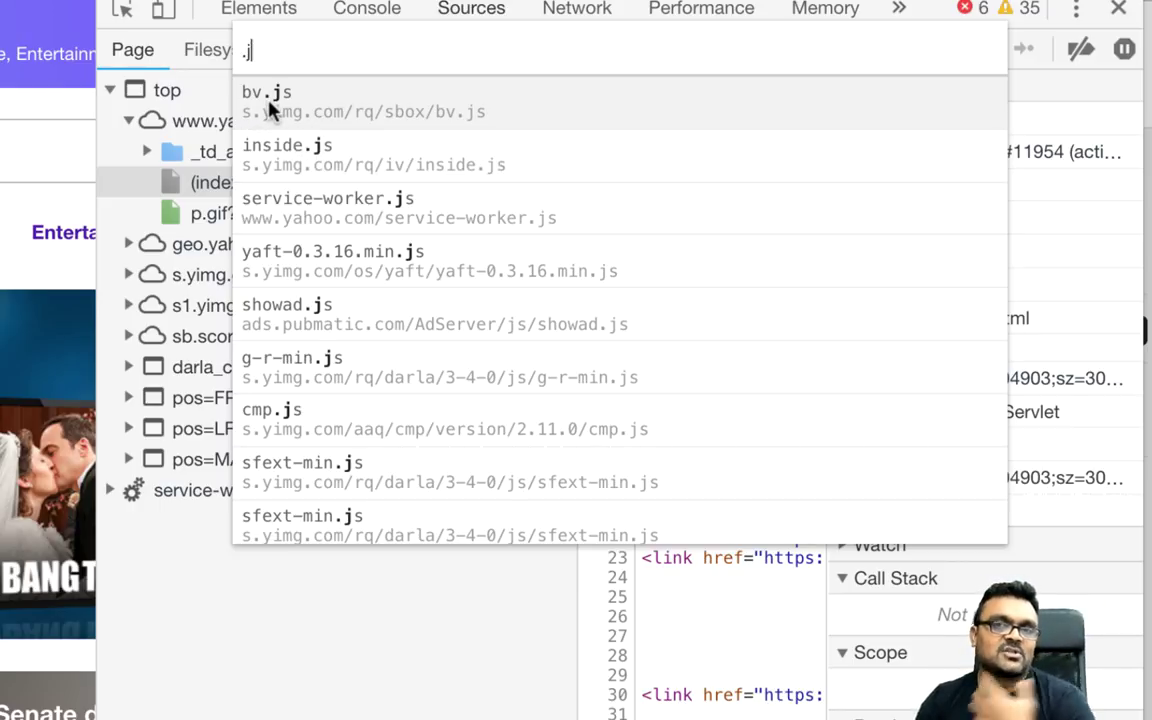 Elements Console Sources Network Performance Memory » 6 35
e, Entertainm
Page Filesy
.j
top
www.ya
_td_a
(inde
p.gif?
geo.yah
s.yimg.
s1.yimg
sb.scor
darla_c
pos=FP
pos=LR
pos=MA
service-w
bv.js
s.yimg.com/rq/sbox/bv.js
inside.js
s.yimg.com/rq/iv/inside.js
service-worker.js
www.yahoo.com/service-worker.js
yaft-0.3.16.min.js
s.yimg.com/os/yaft/yaft-0.3.16.min.js
showad.js
ads.pubmatic.com/AdServer/js/showad.js
g-r-min.js
s.yimg.com/rq/darla/3-4-0/js/g-r-min.js
cmp.js
s.yimg.com/aaq/cmp/version/2.11.0/cmp.js
sfext-min.js
s.yimg.com/rq/darla/3-4-0/js/sfext-min.js
sfext-min.js
s.yimg.com/rq/darla/3-4-0/js/sfext-min.js
#11954 (acti…
tml
04903;sz=30…
Servlet
04903;sz=30…
Enterta
BANG T
Senate d
23 <link href="https:
24
25
26
27
28
29
30 <link href="https:
31
Watch
Call Stack
Not
Scope